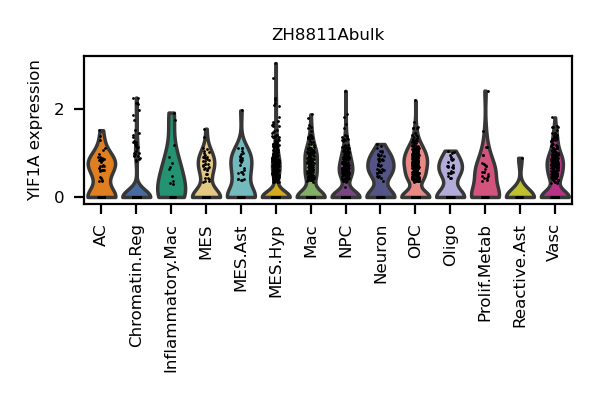 ZH8811Abulk
YIF1A expression
2
0
AC
Chromatin.Reg
Inflammatory.Mac
MES
MES.Ast
MES.Hyp
Mac
NPC
Neuron
OPC
Oligo
Prolif.Metab
Reactive.Ast
Vasc